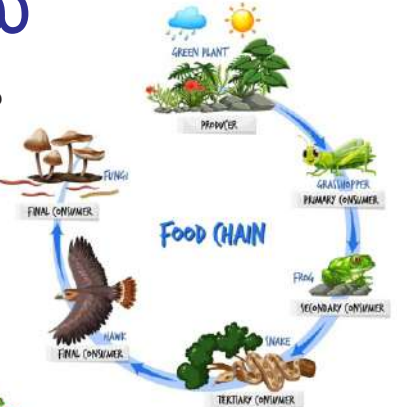 GREEN PLANT
PRODUCER
GRASSHOPPER
PRIMARY CONSUMER
FROG
SECONDARY CONSUMER
SNAKE
TERTIARY CONSUMER
HAWK
FINAL CONSUMER
FUNGI
FINAL CONSUMER
FOOD CHAIN